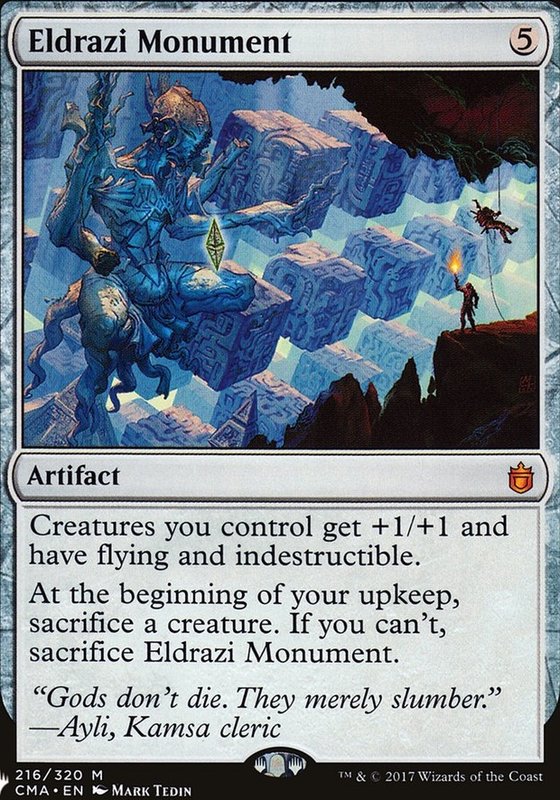 Eldrazi Monument 5
Artifact
Creatures you control get +1/+1 and
have flying and indestructible.
At the beginning of your upkeep,
sacrifice a creature. If you can't,
sacrifice Eldrazi Monument.
“Gods don't die. They merely slumber.”
—Ayli, Kamsa cleric
216/320 M
CMA • EN Mark Tedin
™ & © 2017 Wizards of the Coast